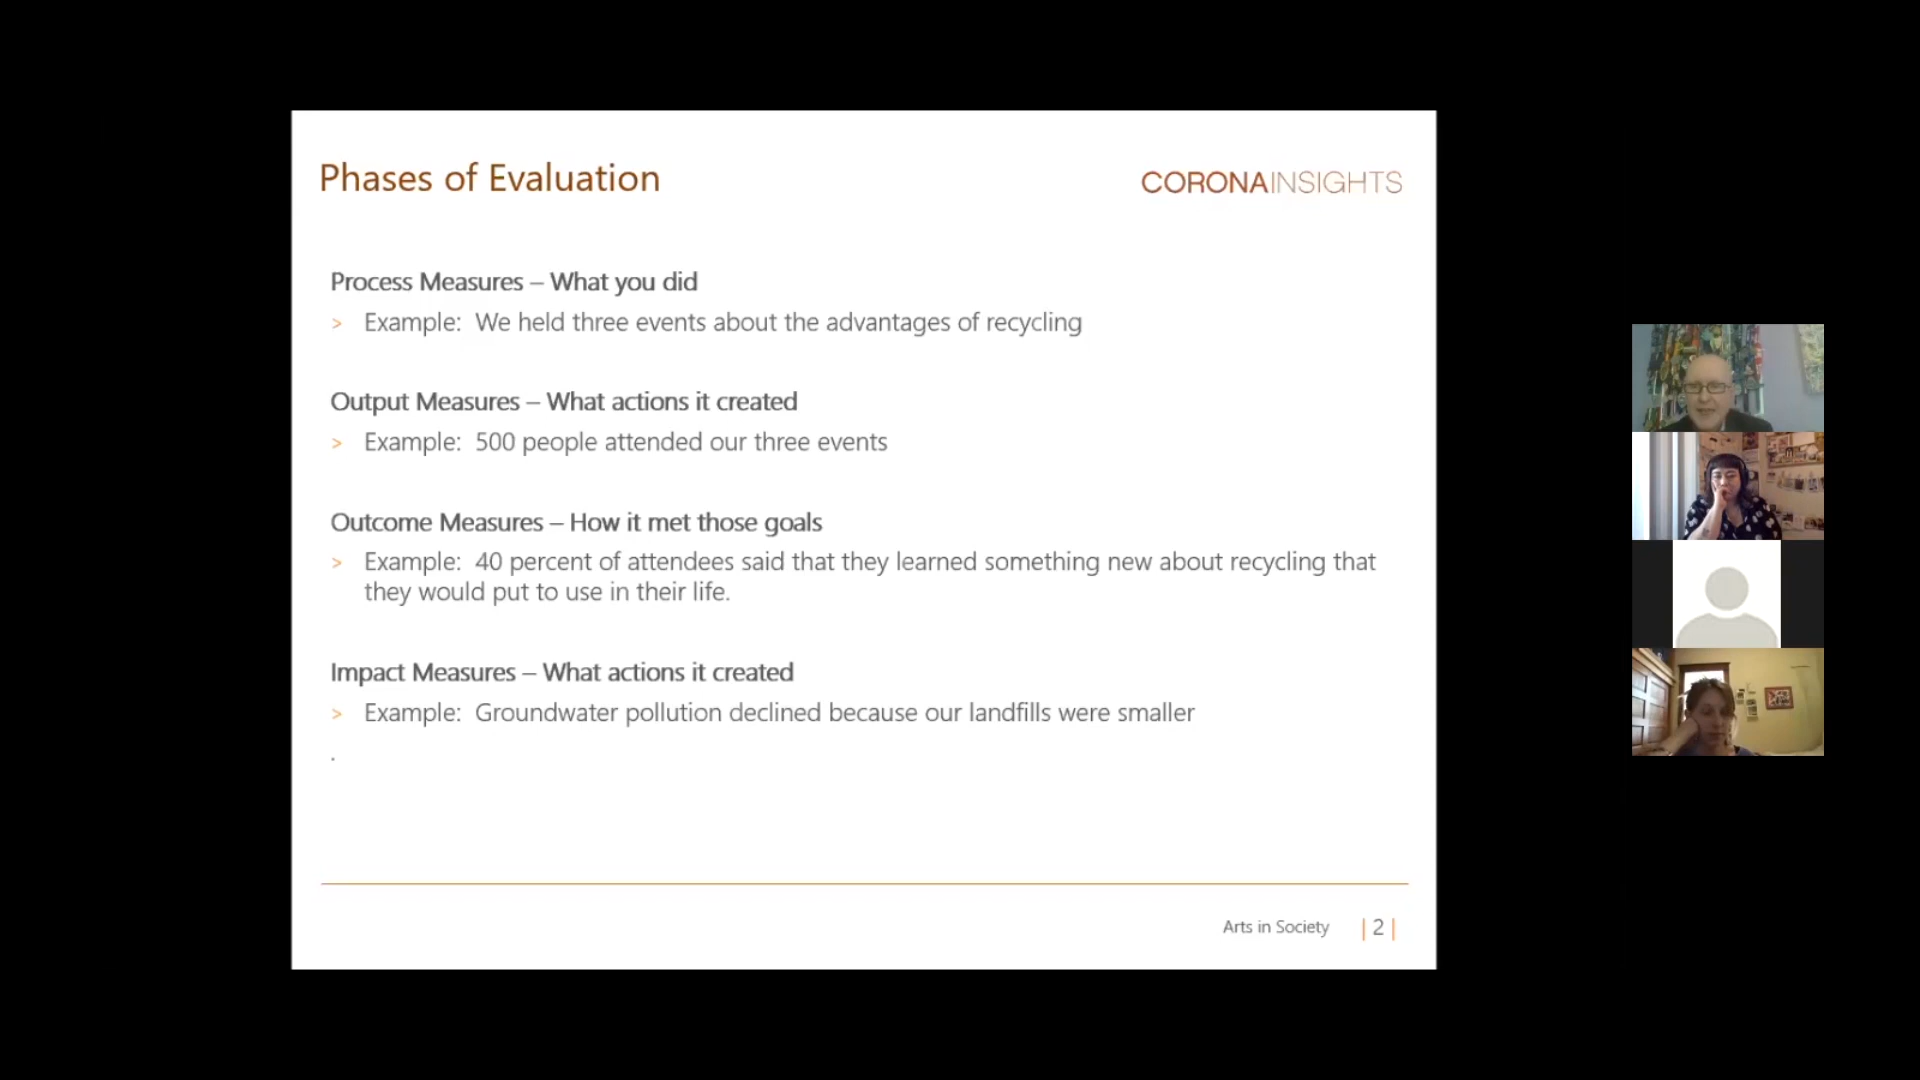 Phases of Evaluation
CORONAINSIGHTS
Process Measures – What you did
> Example: We held three events about the advantages of recycling
Output Measures – What actions it created
> Example: 500 people attended our three events
Outcome Measures – How it met those goals
> Example: 40 percent of attendees said that they learned something new about recycling that
they would put to use in their life.
Impact Measures – What actions it created
> Example: Groundwater pollution declined because our landfills were smaller
.
Arts in Society | 2 |